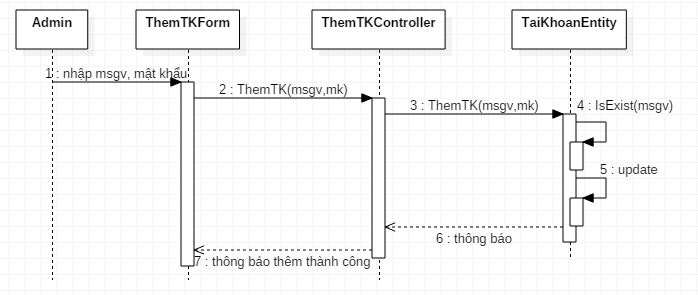 Admin
ThemTKForm
ThemTKController
TaiKhoanEntity
1 : nhập msgv, mật khẩu
2 : ThemTK(msgv,mk)
3 : ThemTK(msgv,mk)
4 : IsExist(msgv)
5 : update
6 : thông báo
7 : thông báo thêm thành công